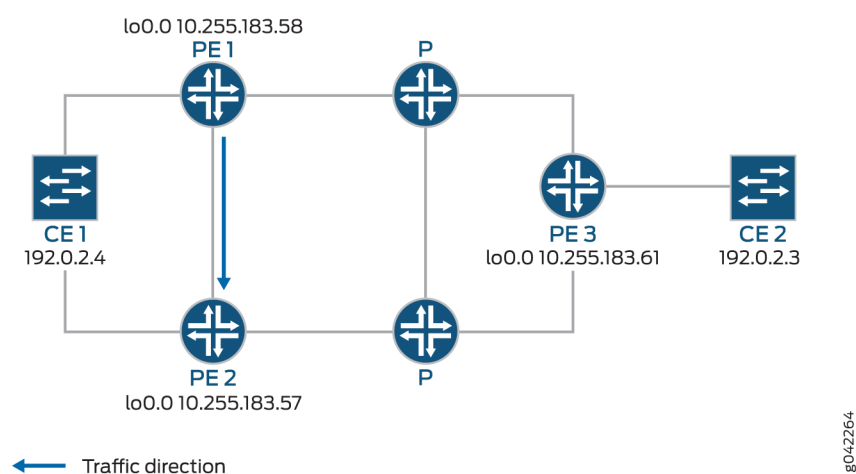 lo0.0 10.255.183.58
PE 1
P
CE 1
192.0.2.4
PE 3
lo0.0 10.255.183.61
CE 2
192.0.2.3
PE 2
lo0.0 10.255.183.57
P
Traffic direction
g042264